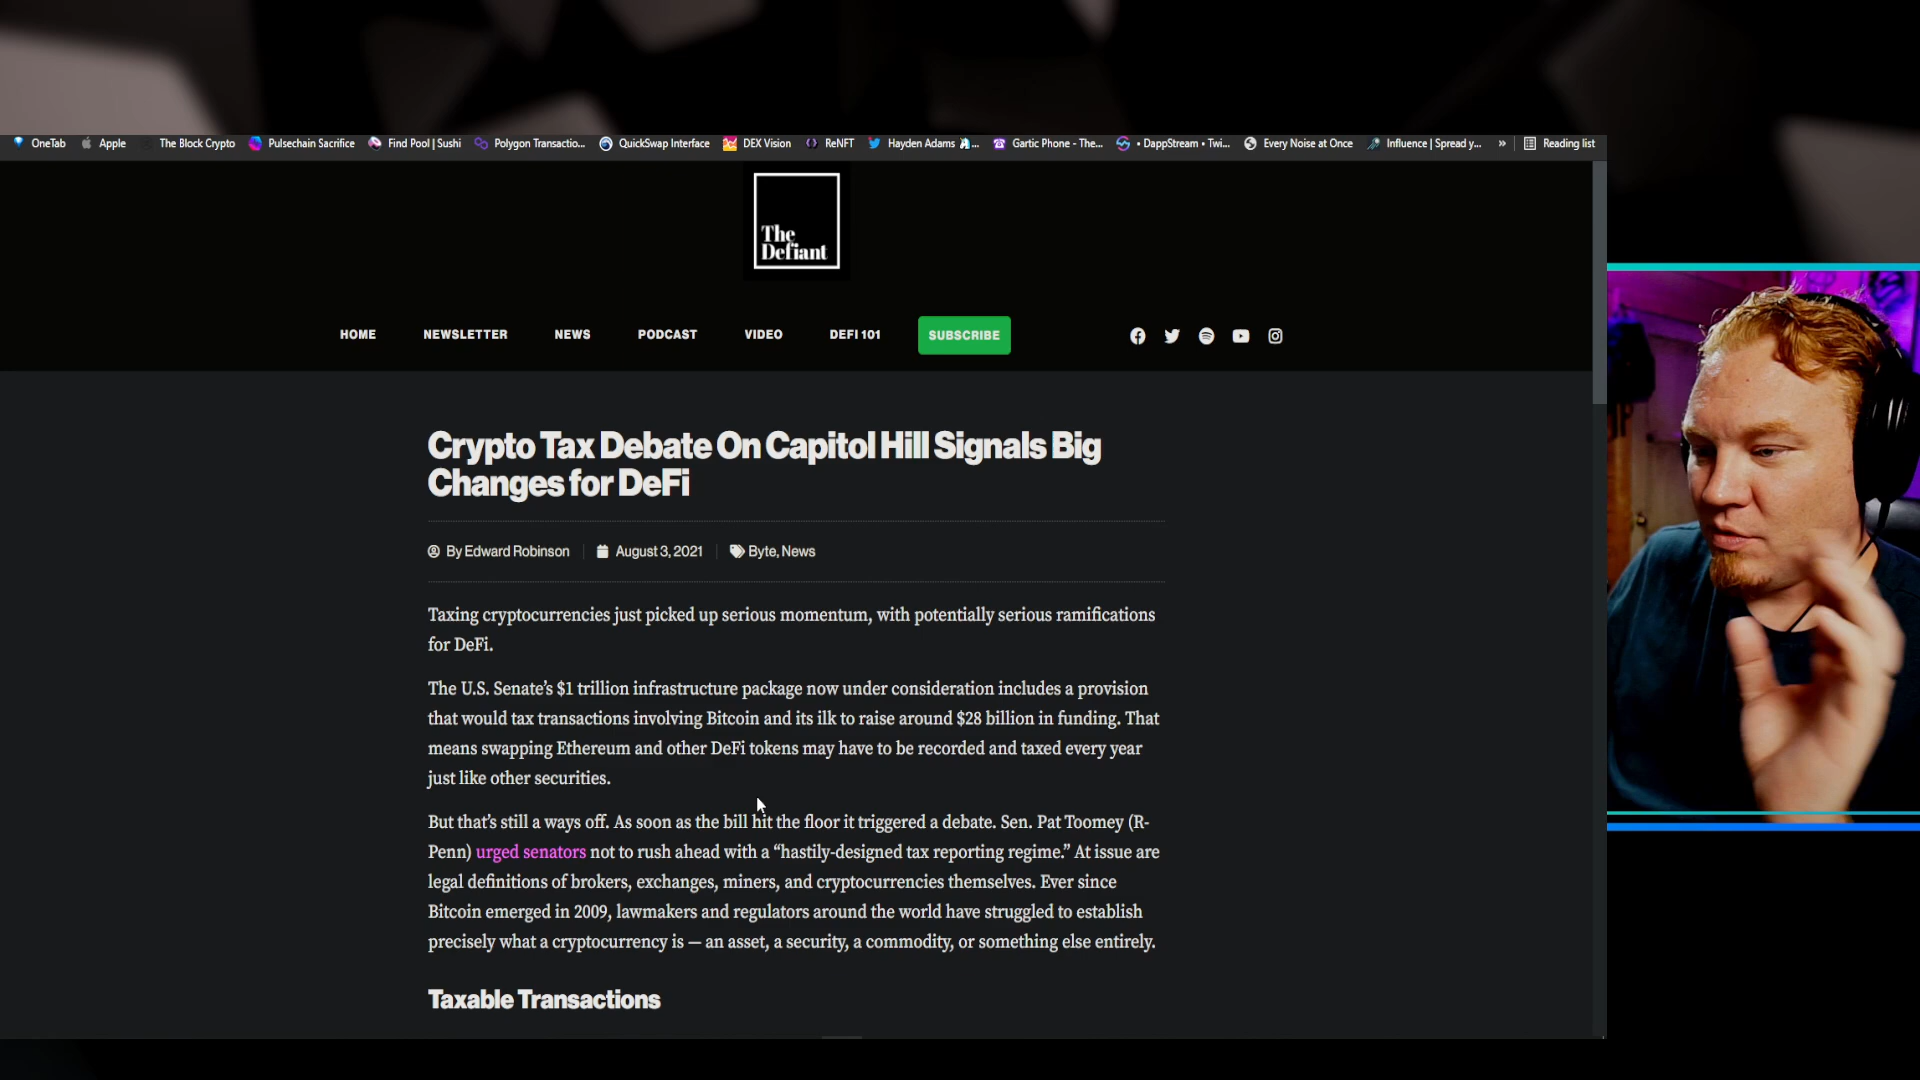 OneTab Apple The Block Crypto Pulsechain Sacrifice Find Pool | Sushi Polygon Transactio... QuickSwap Interface DEX Vision ReNFT Hayden Adams ... Gartic Phone - The... • DappStream • Twi... Every Noise at Once Influence | Spread y... » Reading list
The
Defiant
HOME NEWSLETTER NEWS PODCAST VIDEO DEFI 101 SUBSCRIBE
Crypto Tax Debate On Capitol Hill Signals Big
Changes for DeFi
By Edward Robinson August 3, 2021 Byte, News
Taxing cryptocurrencies just picked up serious momentum, with potentially serious ramifications
for DeFi.
The U.S. Senate’s $1 trillion infrastructure package now under consideration includes a provision
that would tax transactions involving Bitcoin and its ilk to raise around $28 billion in funding. That
means swapping Ethereum and other DeFi tokens may have to be recorded and taxed every year
just like other securities.
But that’s still a ways off. As soon as the bill hit the floor it triggered a debate. Sen. Pat Toomey (R-
Penn) urged senators not to rush ahead with a “hastily-designed tax reporting regime.” At issue are
legal definitions of brokers, exchanges, miners, and cryptocurrencies themselves. Ever since
Bitcoin emerged in 2009, lawmakers and regulators around the world have struggled to establish
precisely what a cryptocurrency is — an asset, a security, a commodity, or something else entirely.
Taxable Transactions